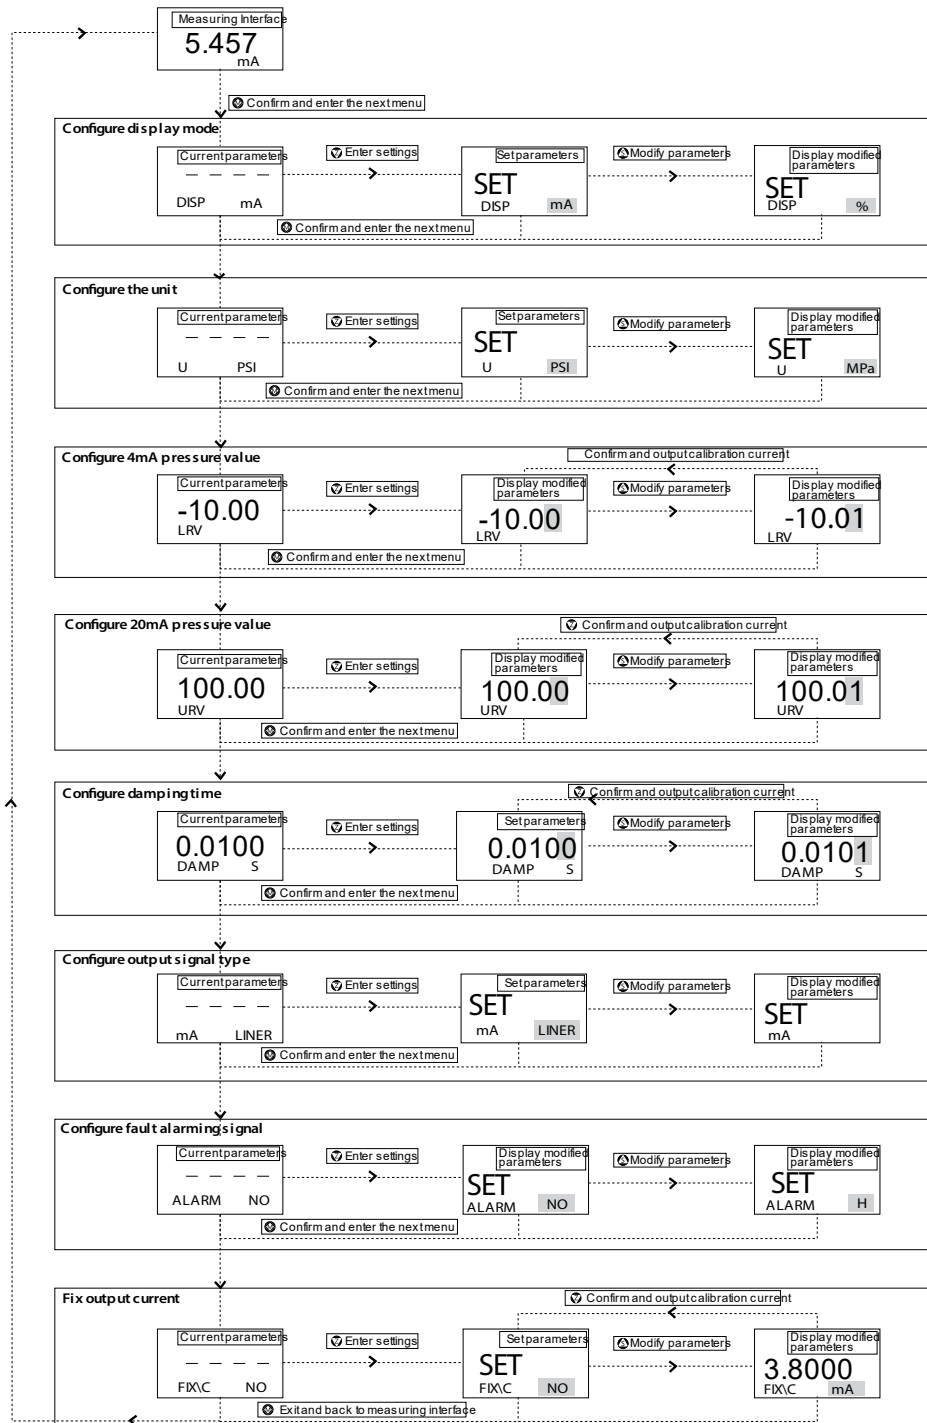 Measuring Interface
5.457
mA
Confirm and enter the next menu
Configure display mode
Current parameters
— — — —
DISP mA
Enter settings
Set parameters
SET
DISP mA
Modify parameters
Display modified
parameters
SET
DISP %
Confirm and enter the next menu
Configure the unit
Current parameters
— — — —
U PSI
Enter settings
Set parameters
SET
U PSI
Modify parameters
Display modified
parameters
SET
U MPa
Confirm and enter the next menu
Configure 4mA pressure value
Confirm and output calibration current
Current parameters
-10.00
LRV
Enter settings
Display modified
parameters
-10.00
LRV
Modify parameters
Display modified
parameters
-10.01
LRV
Confirm and enter the next menu
Configure 20mA pressure value
Confirm and output calibration current
Current parameters
100.00
URV
Enter settings
Display modified
parameters
100.00
URV
Modify parameters
Display modified
parameters
100.01
URV
Confirm and enter the next menu
Configure damping time
Confirm and output calibration current
Current parameters
0.0100
DAMP S
Enter settings
Set parameters
0.0100
DAMP S
Modify parameters
Display modified
parameters
0.0101
DAMP S
Confirm and enter the next menu
Configure output signal type
Current parameters
— — — —
mA LINER
Enter settings
Set parameters
SET
mA LINER
Modify parameters
Display modified
parameters
SET
mA
Confirm and enter the next menu
Configure fault alarming signal
Current parameters
— — — —
ALARM NO
Enter settings
Display modified
parameters
SET
ALARM NO
Modify parameters
Display modified
parameters
SET
ALARM H
Confirm and enter the next menu
Fix output current
Confirm and output calibration current
Current parameters
— — — —
FIX\C NO
Enter settings
Set parameters
SET
FIX\C NO
Modify parameters
Display modified
parameters
3.8000
FIX\C mA
Exit and back to measuring interface